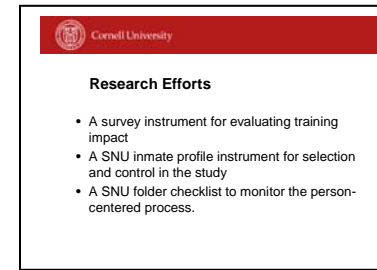 Cornell University
Research Efforts
• A survey instrument for evaluating training
impact
• A SNU inmate profile instrument for selection
and control in the study
• A SNU folder checklist to monitor the person-
centered process.